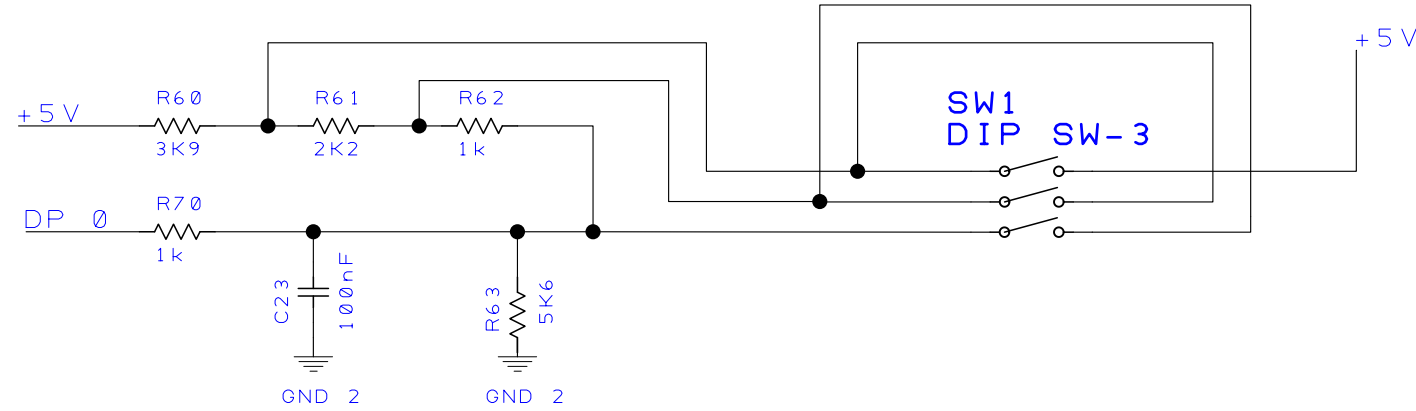 +5V
R60
3K9
R61
2K2
R62
1k
SW1
DIP SW-3
+5V
DP 0
R70
1k
C23
100nF
R63
5K6
GND 2
GND 2